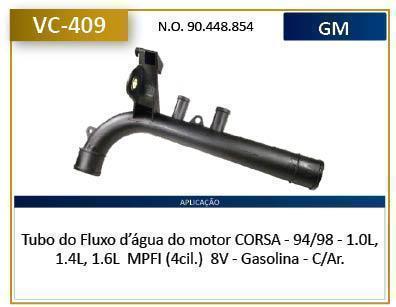 VC-409
N.O. 90.448.854
GM
APLICAÇÃO
Tubo do Fluxo d’água do motor CORSA - 94/98 - 1.0L,
1.4L, 1.6L  MPFI (4cil.)  8V - Gasolina - C/Ar.